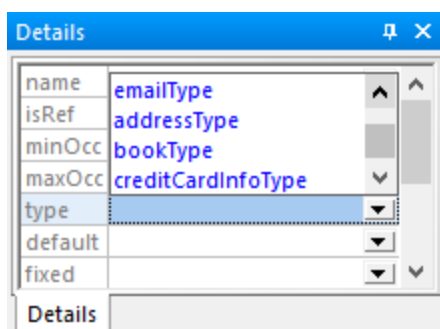 Details
name
emailType
isRef
addressType
minOcc
bookType
maxOcc
creditCardInfoType
type
default
fixed
Details